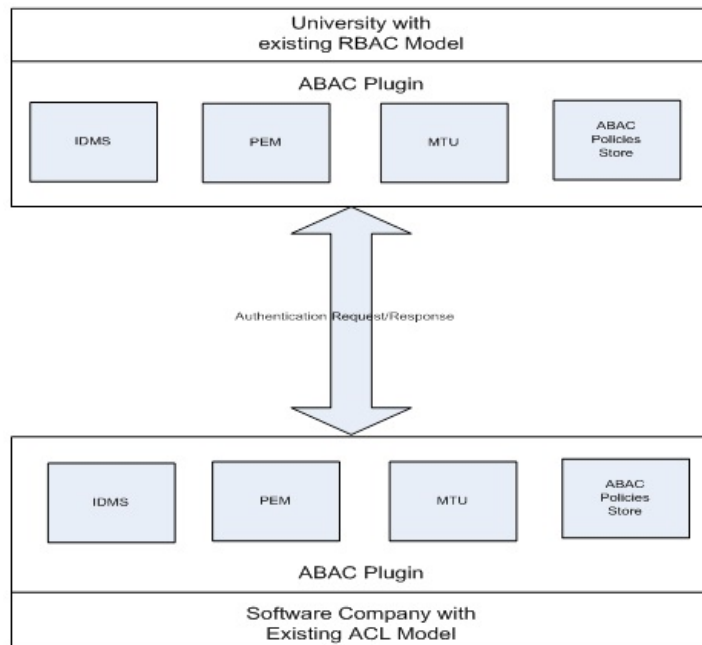 University with
existing RBAC Model
ABAC Plugin
IDMS
PEM
MTU
ABAC
Policies
Store
Authentication Request/Response
IDMS
PEM
MTU
ABAC
Policies
Store
ABAC Plugin
Software Company with
Existing ACL Model